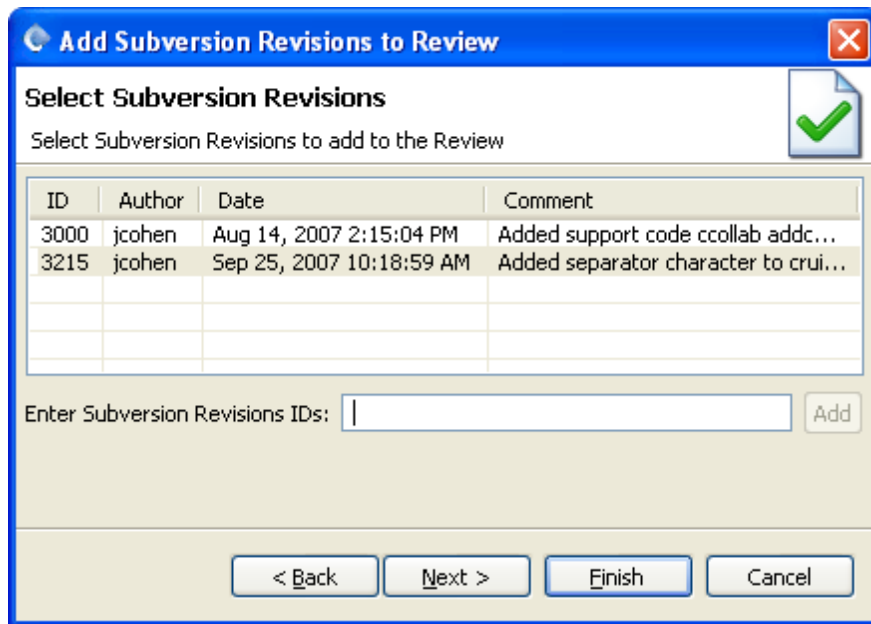 Add Subversion Revisions to Review
Select Subversion Revisions
Select Subversion Revisions to add to the Review
ID Author Date Comment
3000 jcohen Aug 14, 2007 2:15:04 PM Added support code ccollab addc...
3215 jcohen Sep 25, 2007 10:18:59 AM Added separator character to crui...
Enter Subversion Revisions IDs: Add
< Back Next > Finish Cancel